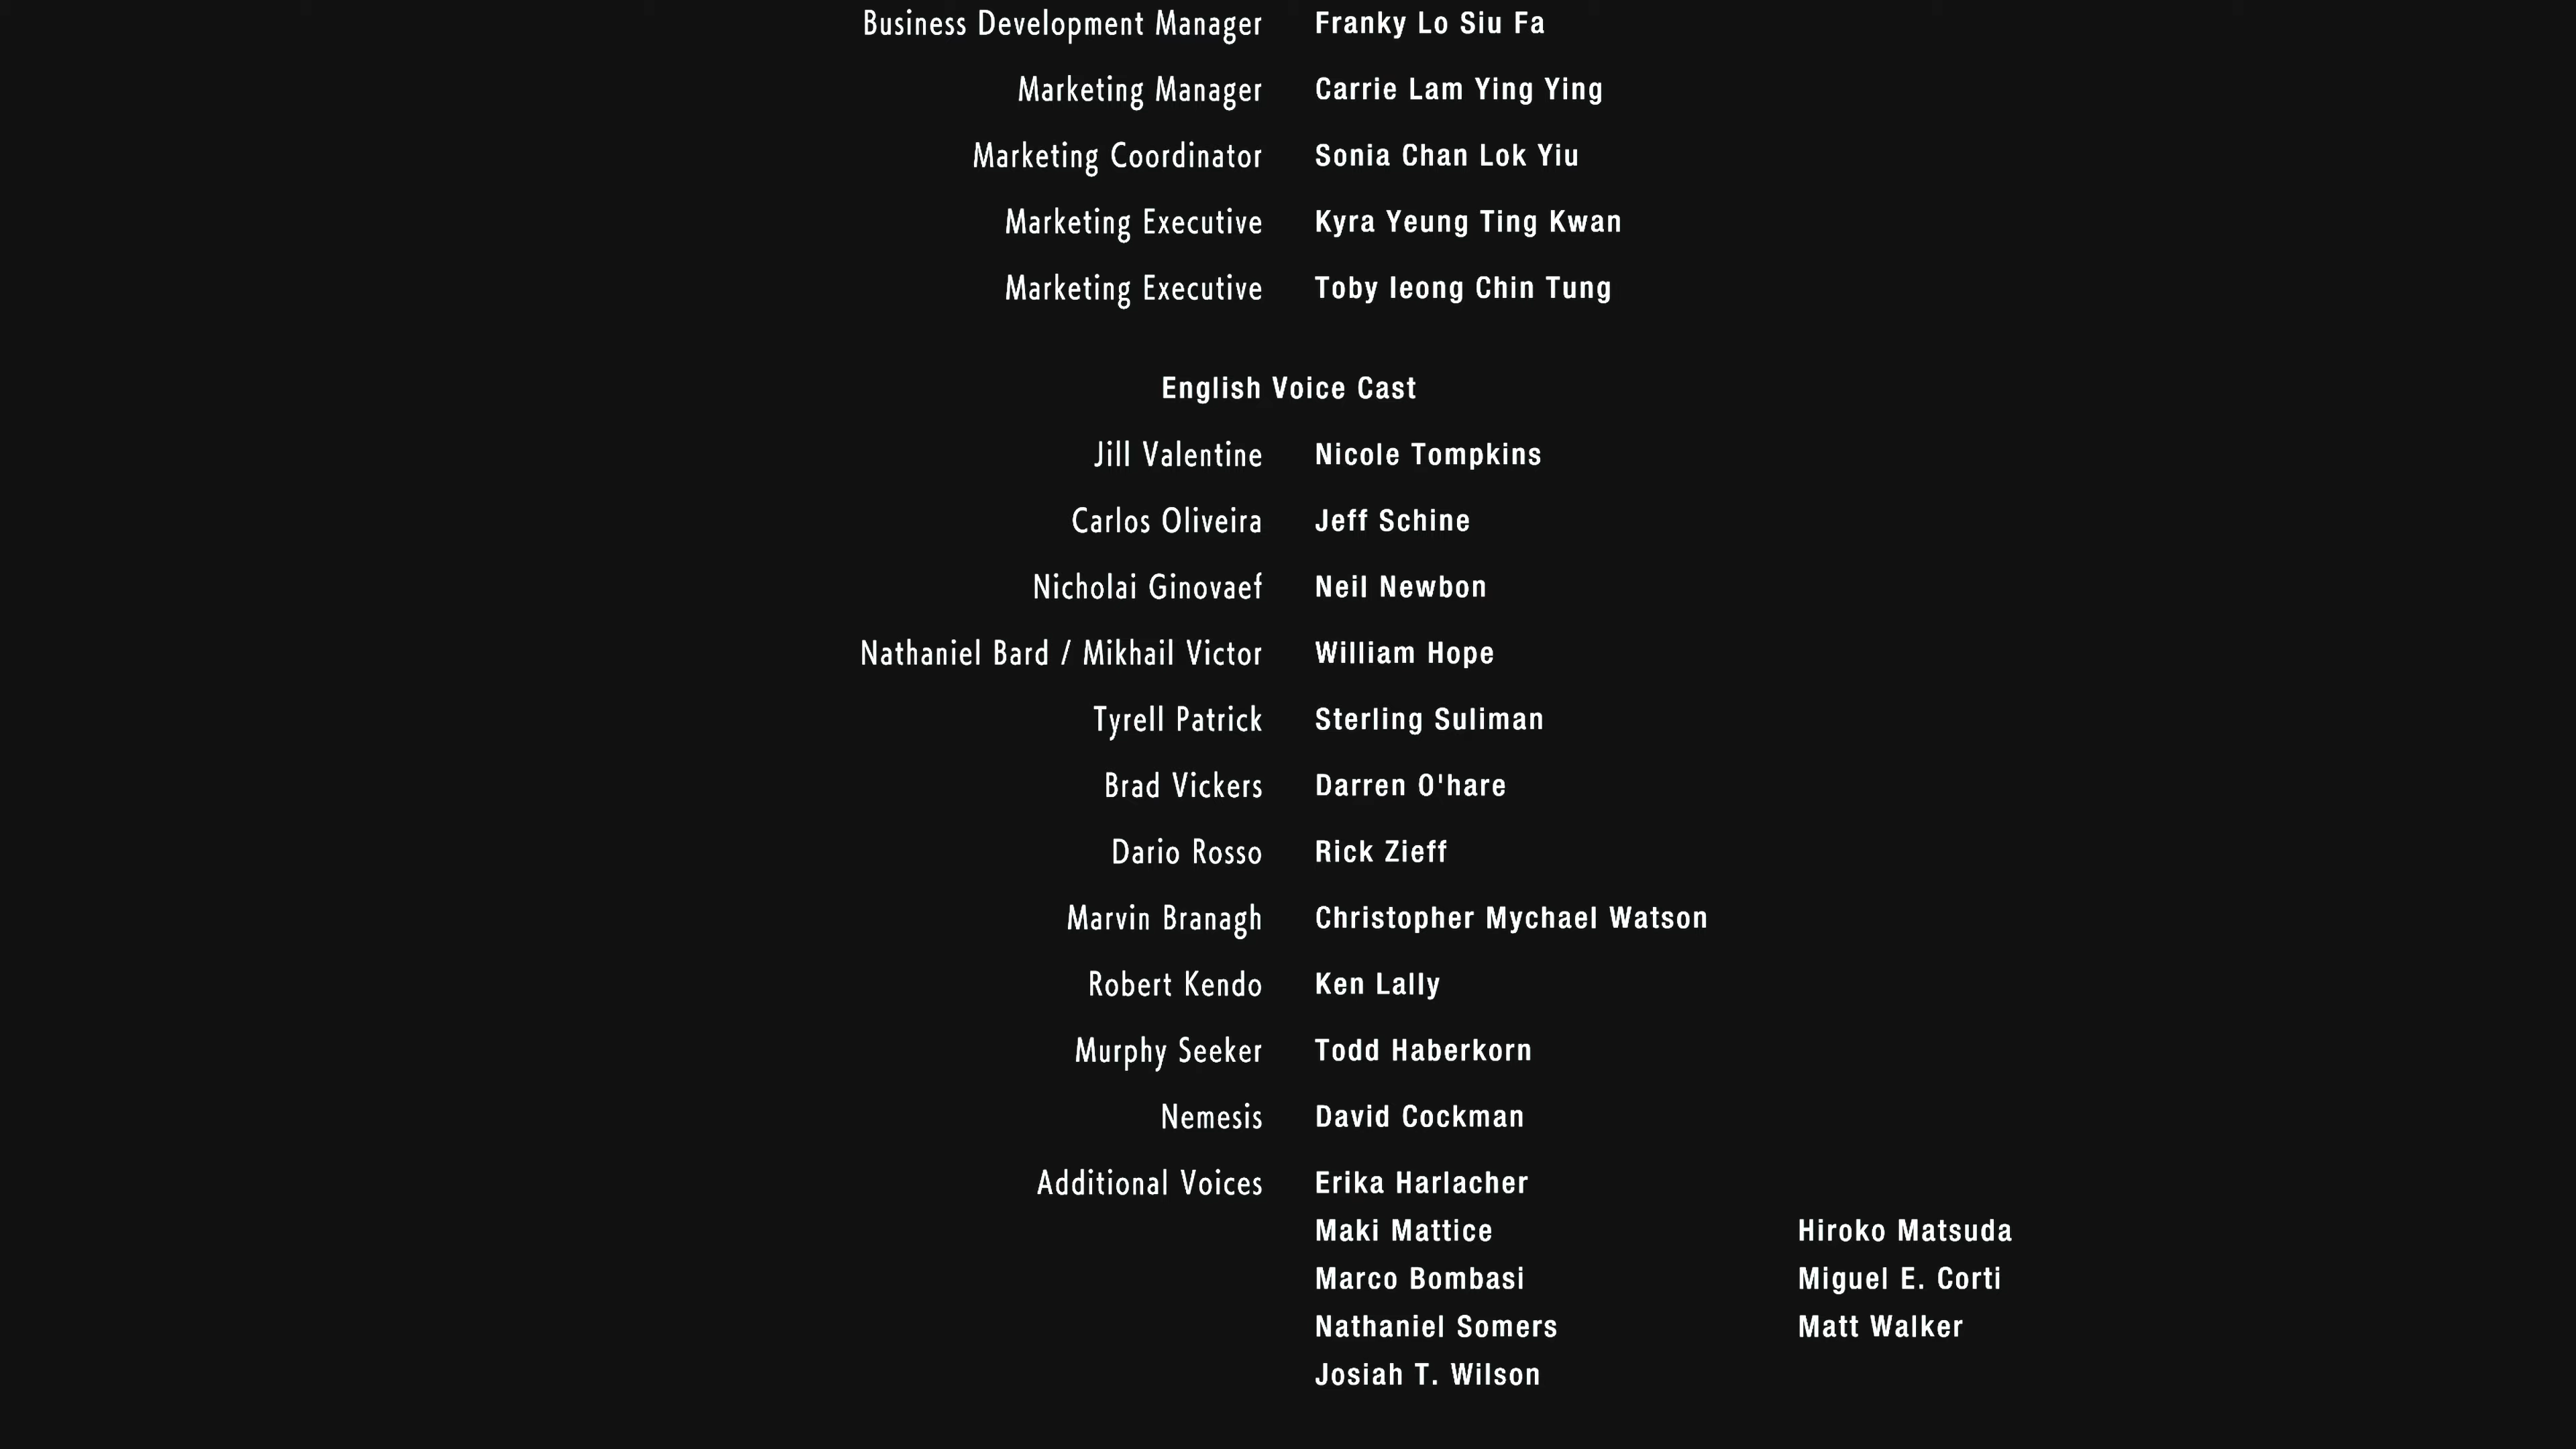 Business Development Manager Franky Lo Siu Fa
Marketing Manager Carrie Lam Ying Ying
Marketing Coordinator Sonia Chan Lok Yiu
Marketing Executive Kyra Yeung Ting Kwan
Marketing Executive Toby Ieong Chin Tung
English Voice Cast
Jill Valentine Nicole Tompkins
Carlos Oliveira Jeff Schine
Nicholai Ginovaef Neil Newbon
Nathaniel Bard / Mikhail Victor William Hope
Tyrell Patrick Sterling Suliman
Brad Vickers Darren O'hare
Dario Rosso Rick Zieff
Marvin Branagh Christopher Mychael Watson
Robert Kendo Ken Lally
Murphy Seeker Todd Haberkorn
Nemesis David Cockman
Additional Voices Erika Harlacher
Maki Mattice Hiroko Matsuda
Marco Bombasi Miguel E. Corti
Nathaniel Somers Matt Walker
Josiah T. Wilson